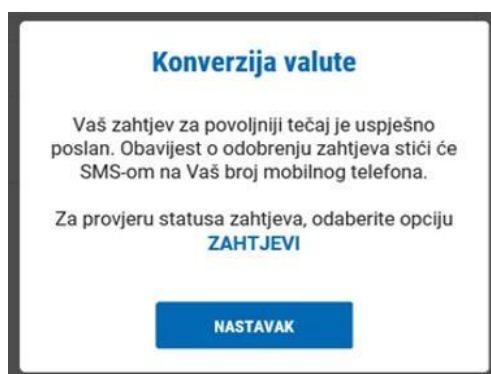 Konverzija valute
Vaš zahtjev za povoljniji tečaj je uspješno
poslan. Obavijest o odobrenju zahtjeva stići će
SMS-om na Vaš broj mobilnog telefona.
Za provjeru statusa zahtjeva, odaberite opciju
ZAHTJEVI
NASTAVAK